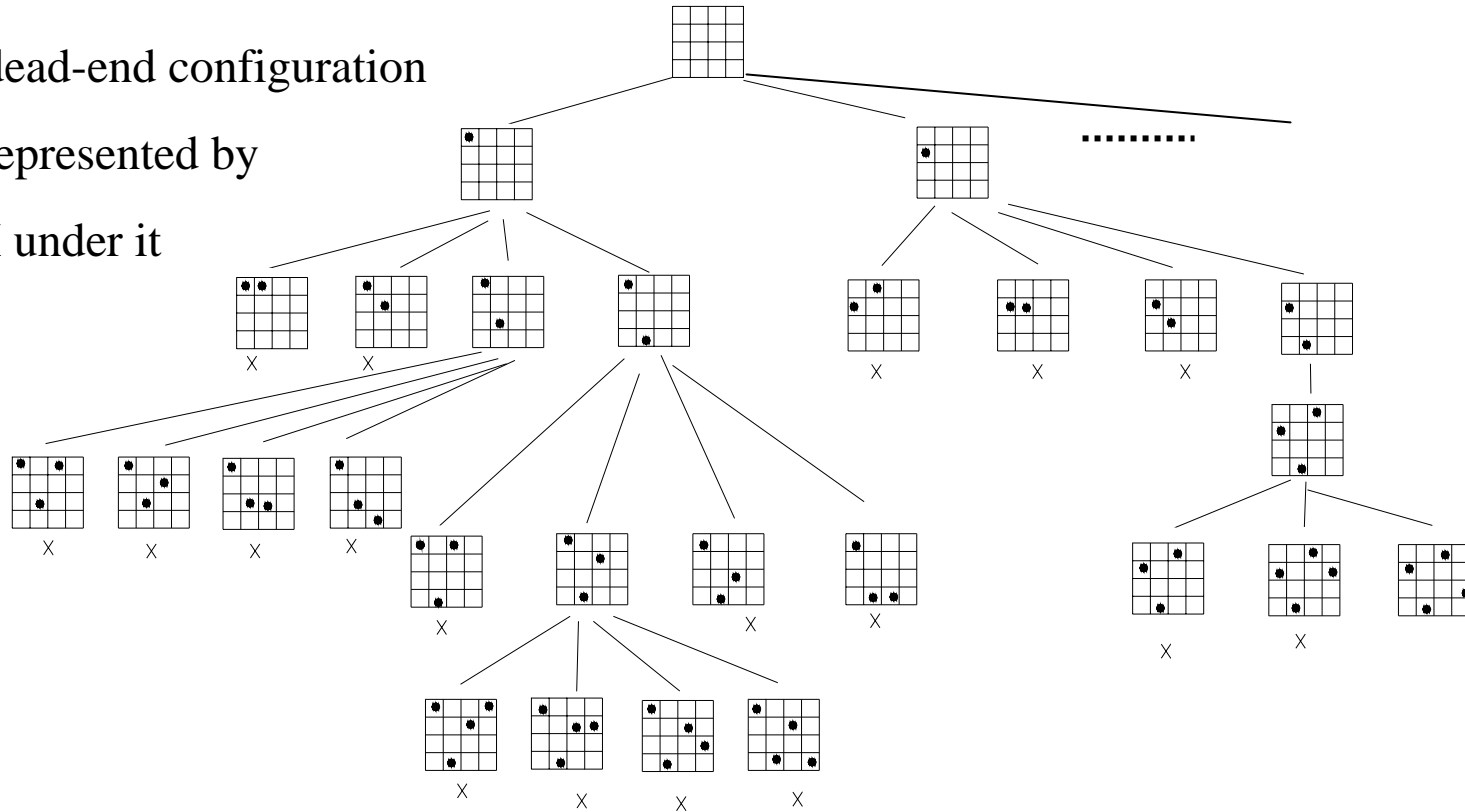 dead-end configuration
epresented by
under it
X X X X X
X X X X
X X X
X X
X X X X